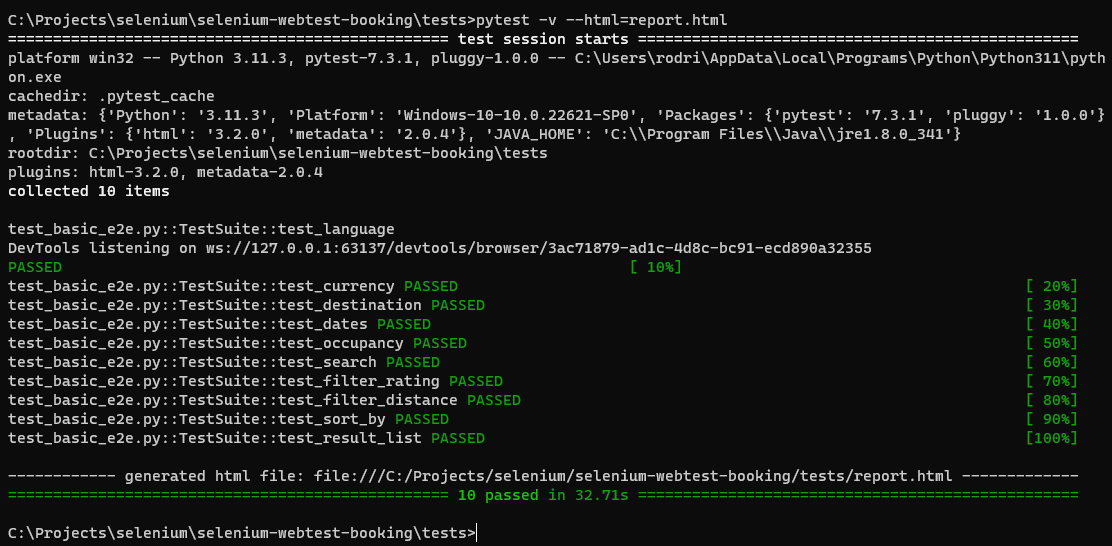 C:\Projects\selenium\selenium-webtest-booking\tests>pytest -v --html=report.html
================================================= test session starts =================================================
platform win32 -- Python 3.11.3, pytest-7.3.1, pluggy-1.0.0 -- C:\Users\rodri\AppData\Local\Programs\Python\Python311\pyth
on.exe
cachedir: .pytest_cache
metadata: {'Python': '3.11.3', 'Platform': 'Windows-10-10.0.22621-SP0', 'Packages': {'pytest': '7.3.1', 'pluggy': '1.0.0'}
, 'Plugins': {'html': '3.2.0', 'metadata': '2.0.4'}, 'JAVA_HOME': 'C:\\Program Files\\Java\\jre1.8.0_341'}
rootdir: C:\Projects\selenium\selenium-webtest-booking\tests
plugins: html-3.2.0, metadata-2.0.4
collected 10 items
test_basic_e2e.py::TestSuite::test_language
DevTools listening on ws://127.0.0.1:63137/devtools/browser/3ac71879-ad1c-4d8c-bc91-ecd890a32355
PASSED [ 10%]
test_basic_e2e.py::TestSuite::test_currency PASSED [ 20%]
test_basic_e2e.py::TestSuite::test_destination PASSED [ 30%]
test_basic_e2e.py::TestSuite::test_dates PASSED [ 40%]
test_basic_e2e.py::TestSuite::test_occupancy PASSED [ 50%]
test_basic_e2e.py::TestSuite::test_search PASSED [ 60%]
test_basic_e2e.py::TestSuite::test_filter_rating PASSED [ 70%]
test_basic_e2e.py::TestSuite::test_filter_distance PASSED [ 80%]
test_basic_e2e.py::TestSuite::test_sort_by PASSED [ 90%]
test_basic_e2e.py::TestSuite::test_result_list PASSED [100%]
------------ generated html file: file:///C:/Projects/selenium/selenium-webtest-booking/tests/report.html -------------
================================================= 10 passed in 32.71s =================================================
C:\Projects\selenium\selenium-webtest-booking\tests>